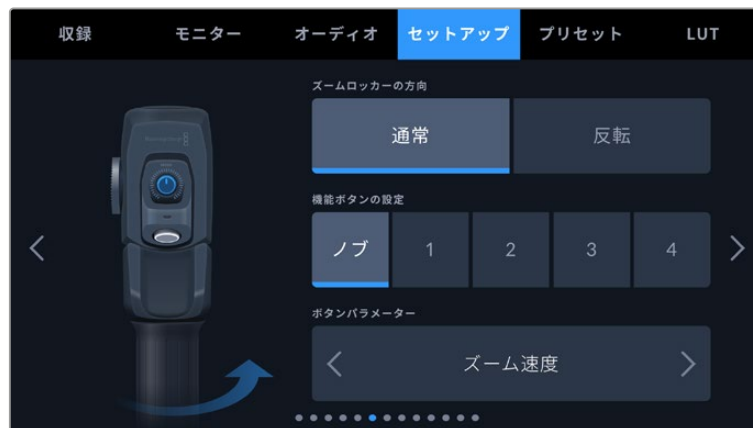 収録 モニター オーディオ セットアップ プリセット LUT
ズームロッカーの方向
通常 反転
機能ボタンの設定
ノブ 1 2 3 4
ボタンパラメーター
ズーム速度